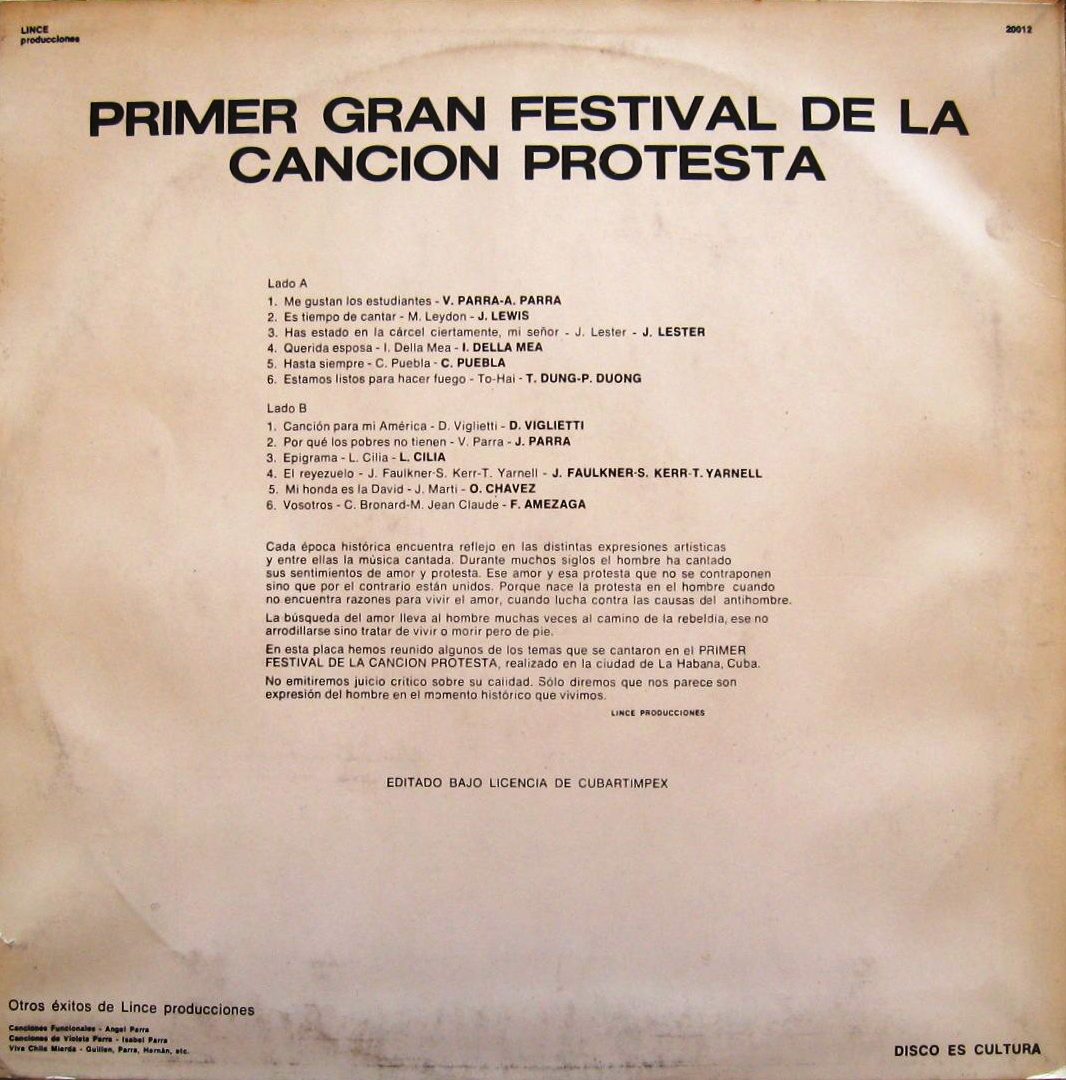 LINCE
producciones
20012
PRIMER GRAN FESTIVAL DE LA
CANCION PROTESTA
Lado A
1. Me gustan los estudiantes - V. PARRA-A. PARRA
2. Es tiempo de cantar - M. Leydon - J. LEWIS
3. Has estado en la cárcel ciertamente, mi señor - J. Lester - J. LESTER
4. Querida esposa - I. Della Mea - I. DELLA MEA
5. Hasta siempre - C. Puebla - C. PUEBLA
6. Estamos listos para hacer fuego - To-Hai - T. DUNG-P. DUONG
Lado B
1. Canción para mi América - D. Viglietti - D. VIGLIETTI
2. Por qué los pobres no tienen - V. Parra - J. PARRA
3. Epigrama - L. Cilia - L. CILIA
4. El reyezuelo - J. Faulkner-S. Kerr-T. Yarnell - J. FAULKNER-S. KERR-T. YARNELL
5. Mi honda es la David - J. Marti - O. CHAVEZ
6. Vosotros - C. Bronard-M. Jean Claude - F. AMEZAGA
Cada época histórica encuentra reflejo en las distintas expresiones artísticas
y entre ellas la música cantada. Durante muchos siglos el hombre ha cantado
sus sentimientos de amor y protesta. Ese amor y esa protesta que no se contraponen
sino que por el contrario están unidos. Porque nace la protesta en el hombre cuando
no encuentra razones para vivir el amor, cuando lucha contra las causas del antihombre.
La búsqueda del amor lleva al hombre muchas veces al camino de la rebeldía, ese no
arrodillarse sino tratar de vivir o morir pero de pie.
En esta placa hemos reunido algunos de los temas que se cantaron en el PRIMER
FESTIVAL DE LA CANCION PROTESTA, realizado en la ciudad de La Habana, Cuba.
No emitiremos juicio crítico sobre su calidad. Sólo diremos que nos parece son
expresión del hombre en el momento histórico que vivimos.
LINCE PRODUCCIONES
EDITADO BAJO LICENCIA DE CUBARTIMPEX
Otros éxitos de Lince producciones
Canciones Funcionales - Angel Parra
Canciones de Violeta Parra - Isabel Parra
Viva Chile Mierda - Guillen, Parra, Hernán, etc.
DISCO ES CULTURA